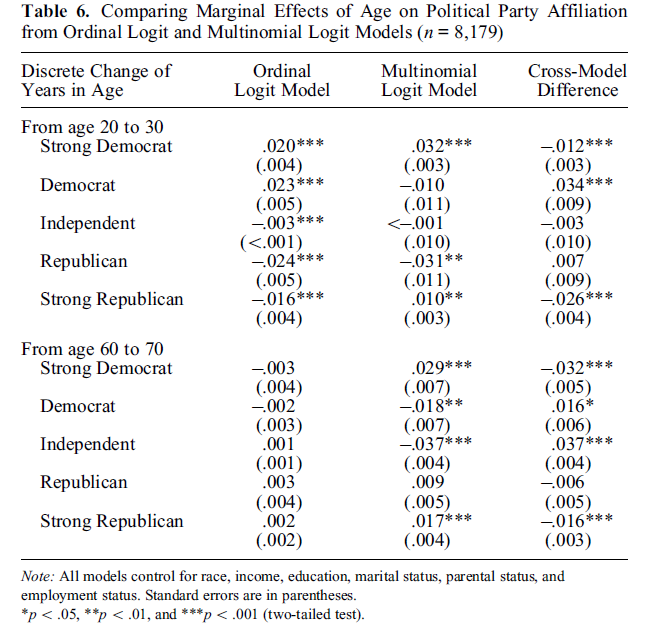 Table 6. Comparing Marginal Effects of Age on Political Party Affiliation
from Ordinal Logit and Multinomial Logit Models (n = 8,179)
Discrete Change of Ordinal Multinomial Cross-Model
Years in Age Logit Model Logit Model Difference
From age 20 to 30
Strong Democrat .020*** .032*** −.012***
(.004) (.003) (.003)
Democrat .023*** −.010 .034***
(.005) (.011) (.009)
Independent −.003*** <−.001 −.003
(<.001) (.010) (.010)
Republican −.024*** −.031** .007
(.005) (.011) (.009)
Strong Republican −.016*** .010** −.026***
(.004) (.003) (.004)
From age 60 to 70
Strong Democrat −.003 .029*** −.032***
(.004) (.007) (.005)
Democrat −.002 −.018** .016*
(.003) (.007) (.006)
Independent .001 −.037*** .037***
(.001) (.004) (.004)
Republican .003 .009 −.006
(.004) (.005) (.005)
Strong Republican .002 .017*** −.016***
(.002) (.004) (.003)
Note: All models control for race, income, education, marital status, parental status, and
employment status. Standard errors are in parentheses.
*p < .05, **p < .01, and ***p < .001 (two-tailed test).